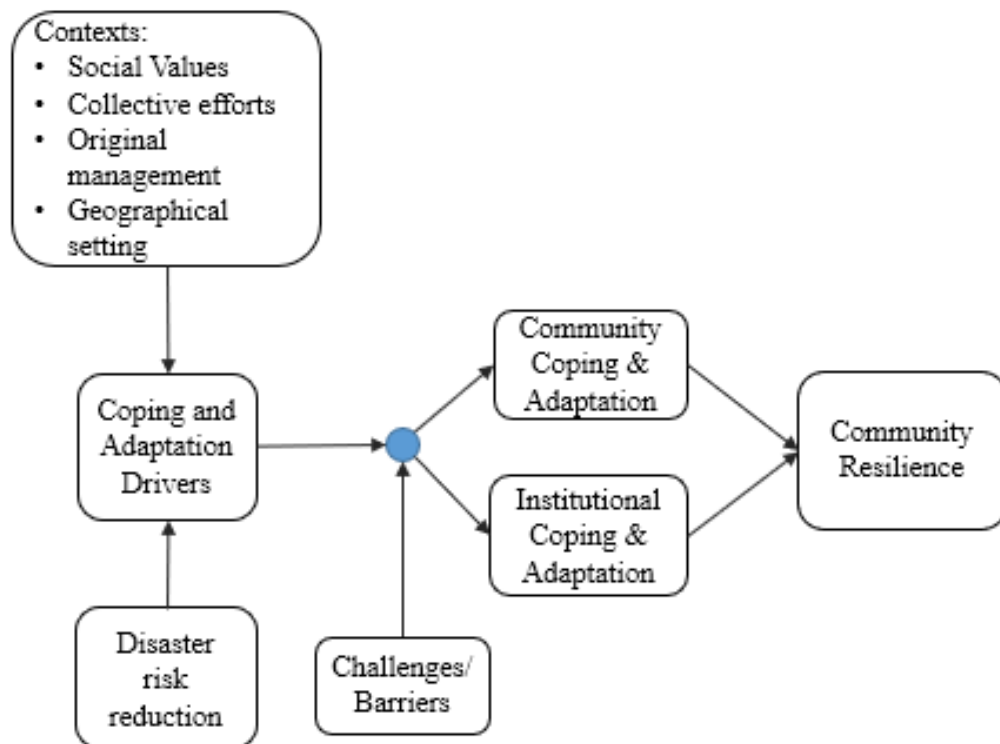 Contexts:
• Social Values
• Collective efforts
• Original
management
• Geographical
setting
Community
Coping &
Adaptation
Coping and
Adaptation
Drivers
Community
Resilience
Institutional
Coping &
Adaptation
Disaster
risk
reduction
Challenges/
Barriers